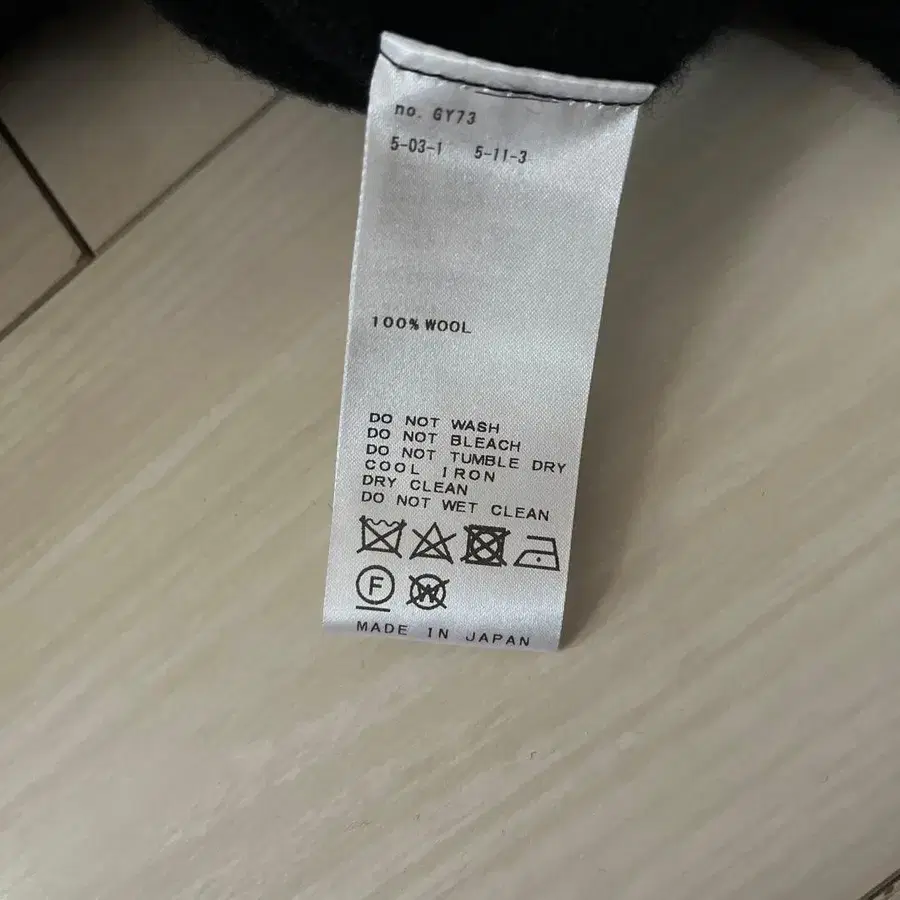 no. GY73
5-03-1 5-11-3
100% WOOL
DO NOT WASH
DO NOT BLEACH
DO NOT TUMBLE DRY
COOL IRON
DRY CLEAN
DO NOT WET CLEAN
F W
MADE IN JAPAN